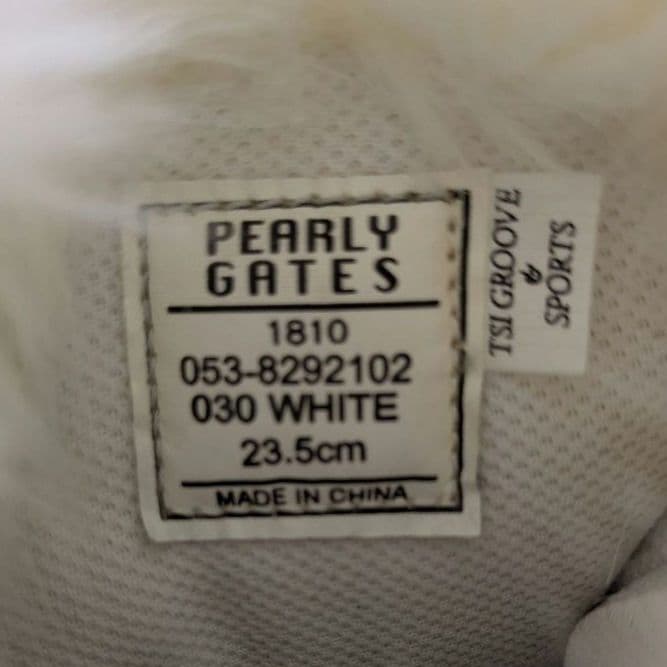 PEARLY
GATES
1810
053-8292102
030 WHITE
23.5cm
MADE IN CHINA
TSI GROOVE
&
SPORTS